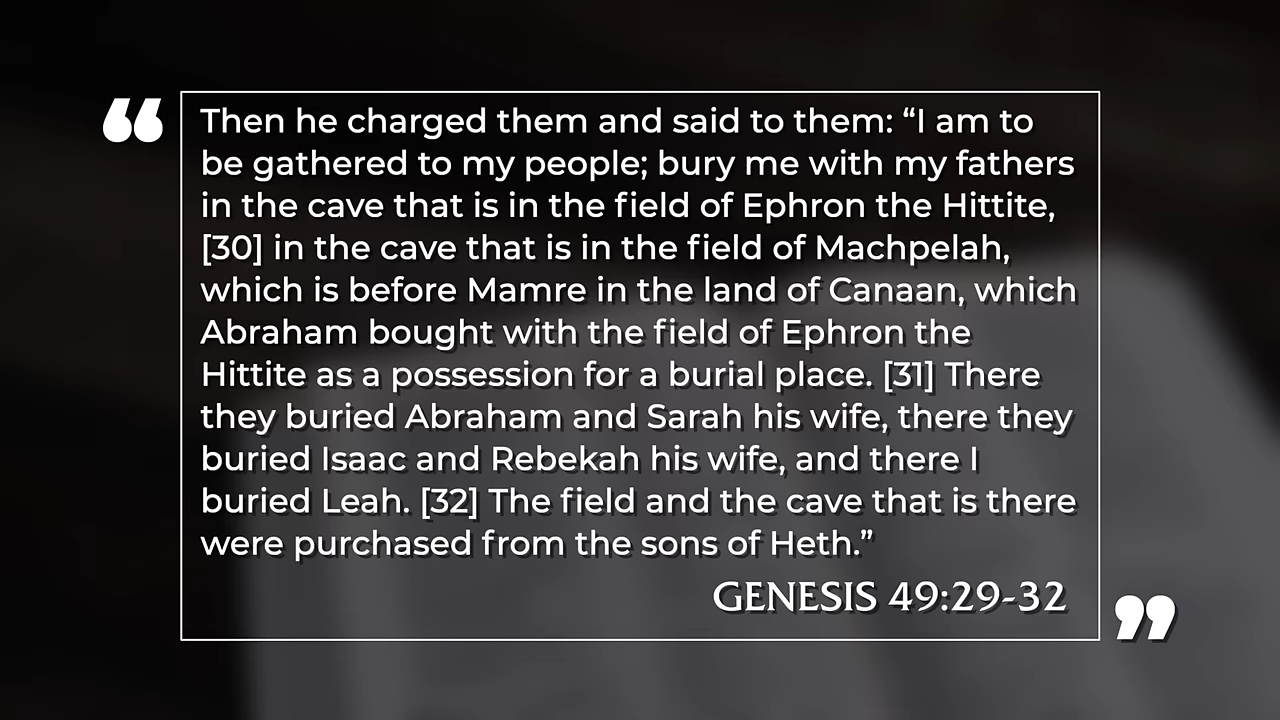 “
Then he charged them and said to them: “I am to
be gathered to my people; bury me with my fathers
in the cave that is in the field of Ephron the Hittite,
[30] in the cave that is in the field of Machpelah,
which is before Mamre in the land of Canaan, which
Abraham bought with the field of Ephron the
Hittite as a possession for a burial place. [31] There
they buried Abraham and Sarah his wife, there they
buried Isaac and Rebekah his wife, and there I
buried Leah. [32] The field and the cave that is there
were purchased from the sons of Heth.”
GENESIS 49:29-32
”